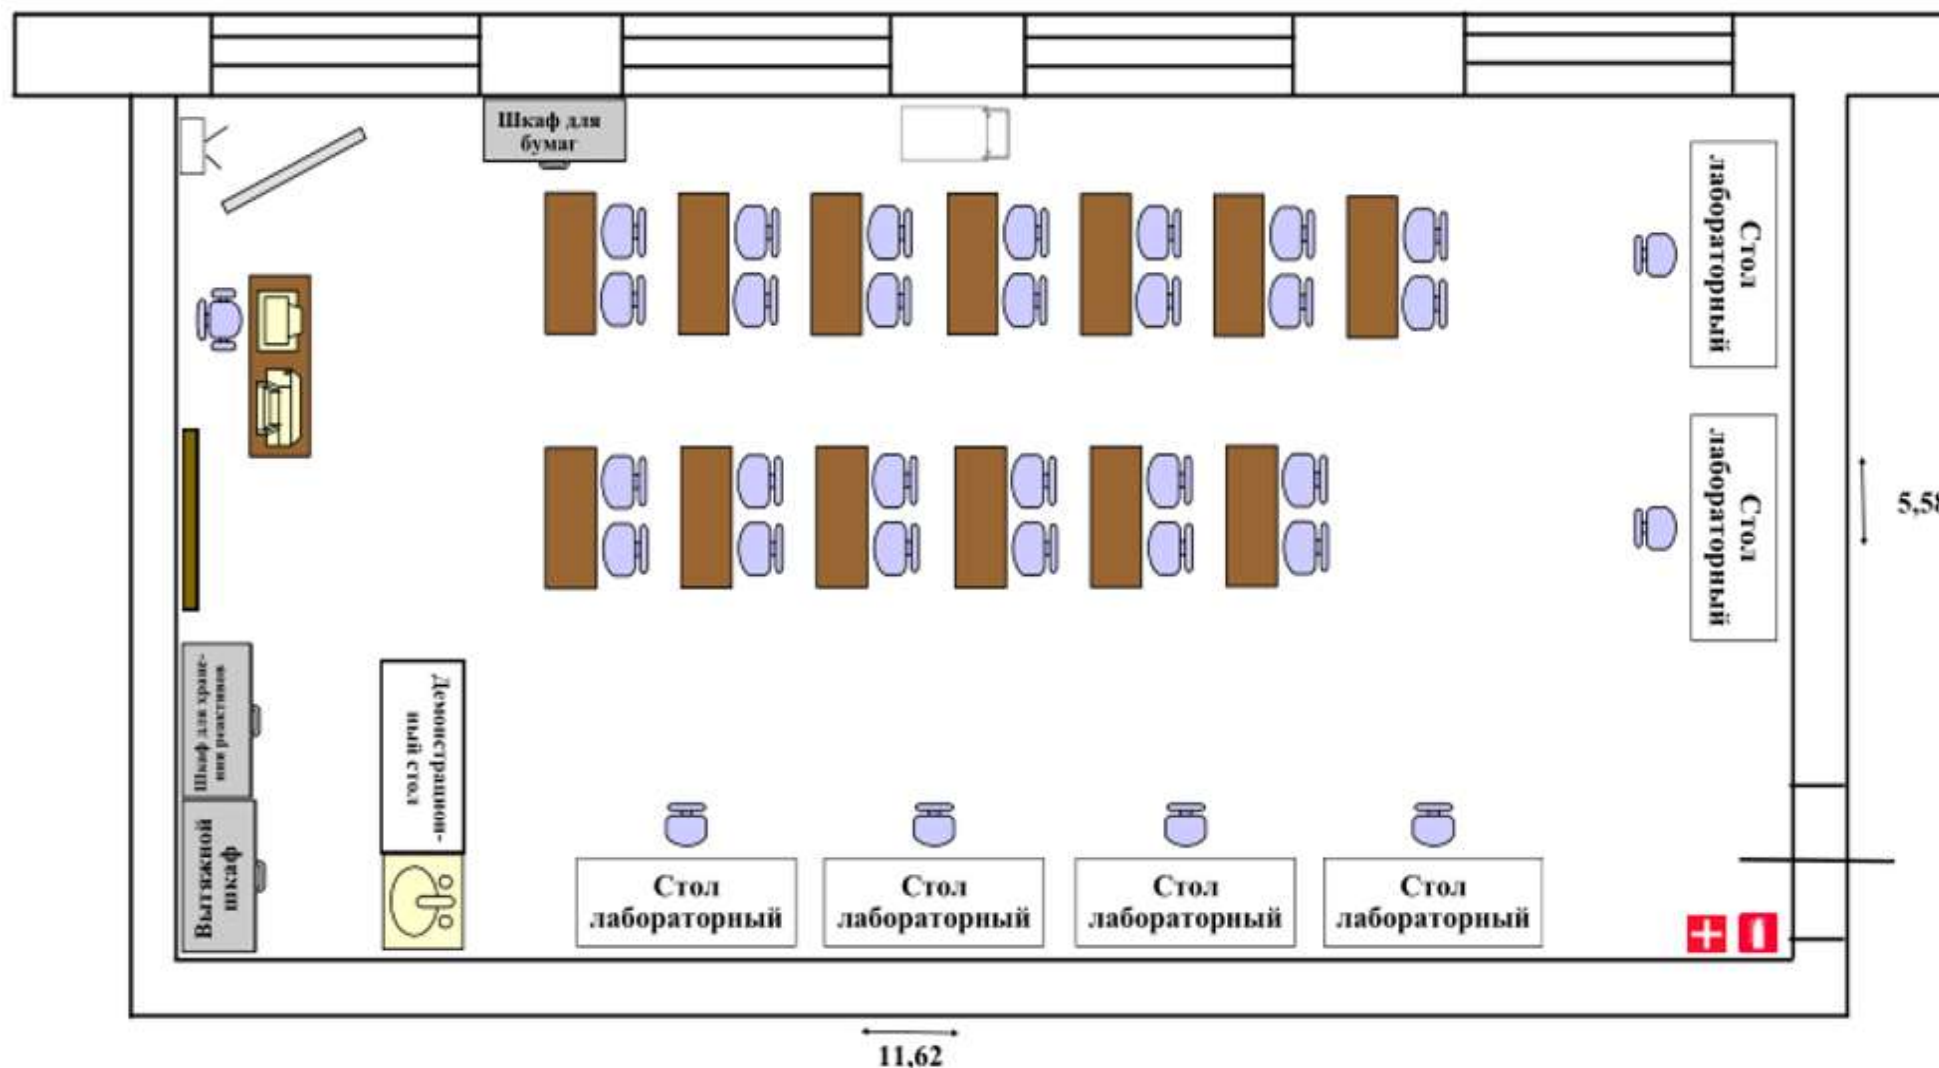 Шкаф для
бумаг
Стол
лабораторный
Стол
лабораторный
5,58
Шкаф для хране-
ния реактивов
Демонстрацион-
ный стол
Вытяжной
шкаф
Стол
лабораторный
Стол
лабораторный
Стол
лабораторный
Стол
лабораторный
11,62